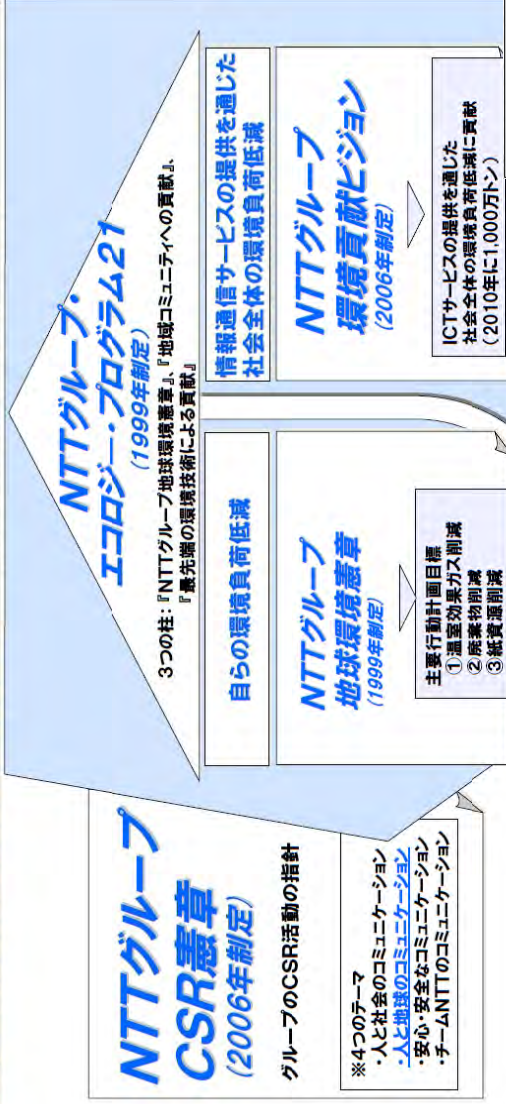 NTTグループ
CSR憲章
(2006年制定)
グループのCSR活動の指針
※4つのテーマ
・人と社会のコミュニケーション
・人と地球のコミュニケーション
・安心・安全なコミュニケーション
・チームNTTのコミュニケーション
NTTグループ・
エコロジー・プログラム21
(1999年制定)
3つの柱：『NTTグループ地球環境憲章』、『地域コミュニティへの貢献』、
『最先端の環境技術による貢献』
自らの環境負荷低減
NTTグループ
地球環境憲章
(1999年制定)
主要行動計画目標
①温室効果ガス削減
②廃棄物削減
③紙資源削減
情報通信サービスの提供を通じた
社会全体の環境負荷低減
NTTグループ
環境貢献ビジョン
(2006年制定)
ICTサービスの提供を通じた
社会全体の環境負荷低減に貢献
（2010年に1,000万トン）